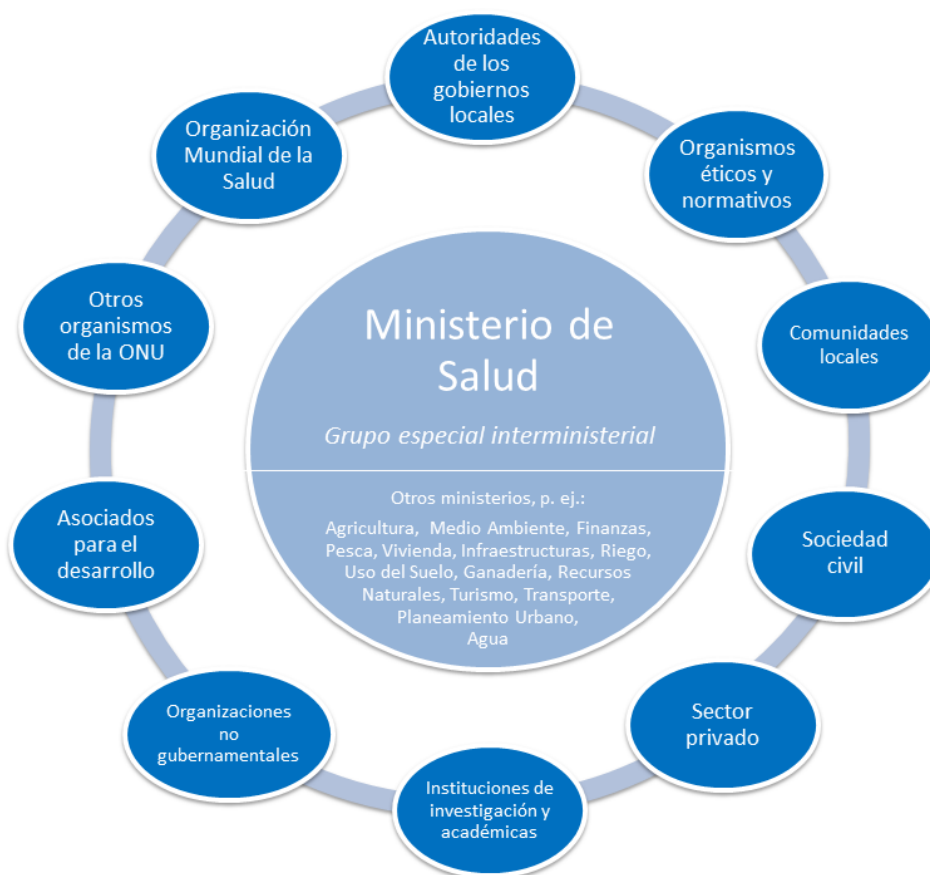 Autoridades
de los
gobiernos
locales
Organismos
éticos y
normativos
Comunidades
locales
Sociedad
civil
Sector
privado
Instituciones de
investigación y
académicas
Organizaciones
no
gubernamentales
Asociados
para el
desarrollo
Otros
organismos
de la ONU
Organización
Mundial de la
Salud
Ministerio de
Salud
Grupo especial interministerial
Otros ministerios, p. ej.:
Agricultura, Medio Ambiente, Finanzas,
Pesca, Vivienda, Infraestructuras, Riego,
Uso del Suelo, Ganadería, Recursos
Naturales, Turismo, Transporte,
Planeamiento Urbano,
Agua